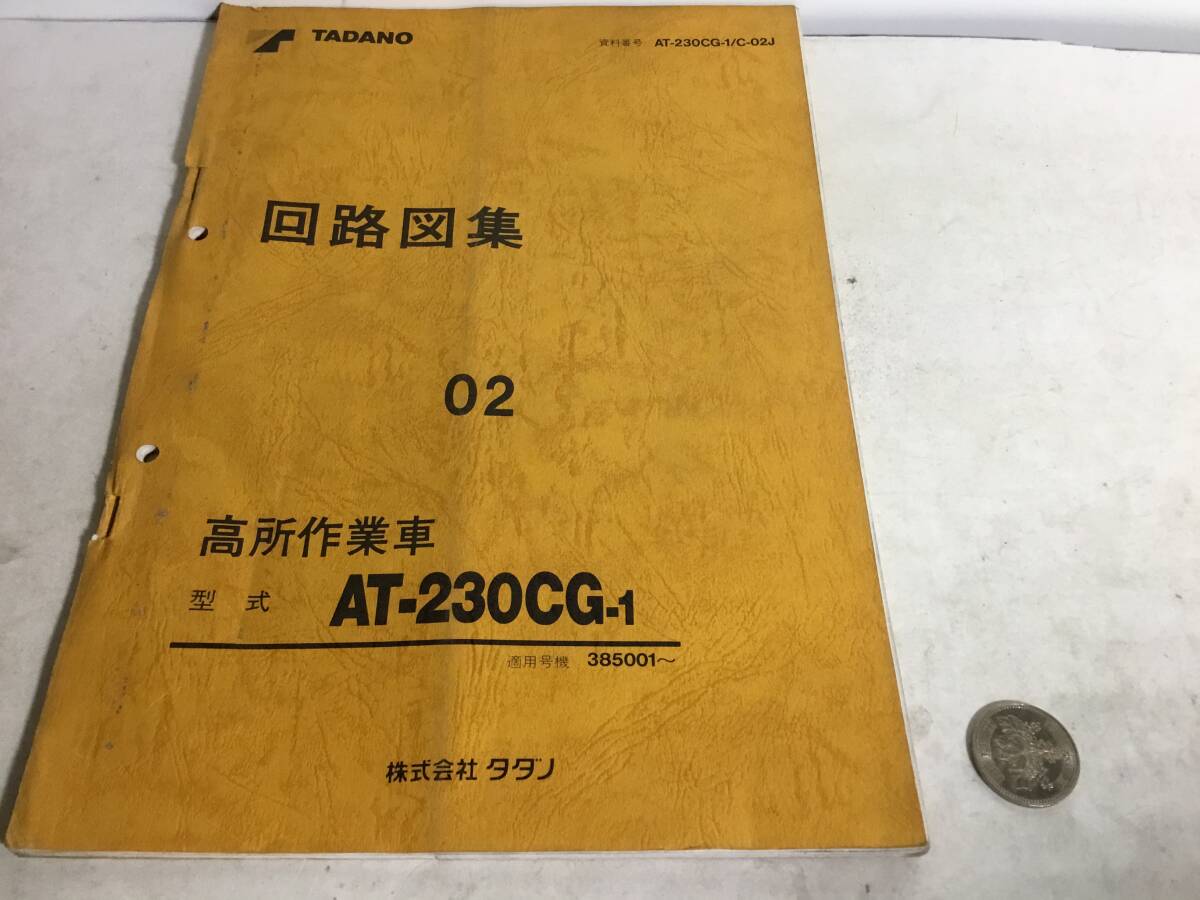 TADANO
資料番号 AT-230CG-1/C-02J
回路図集
02
高所作業車
型式 AT-230CG-1
適用号機 385001～
株式会社 タダノ